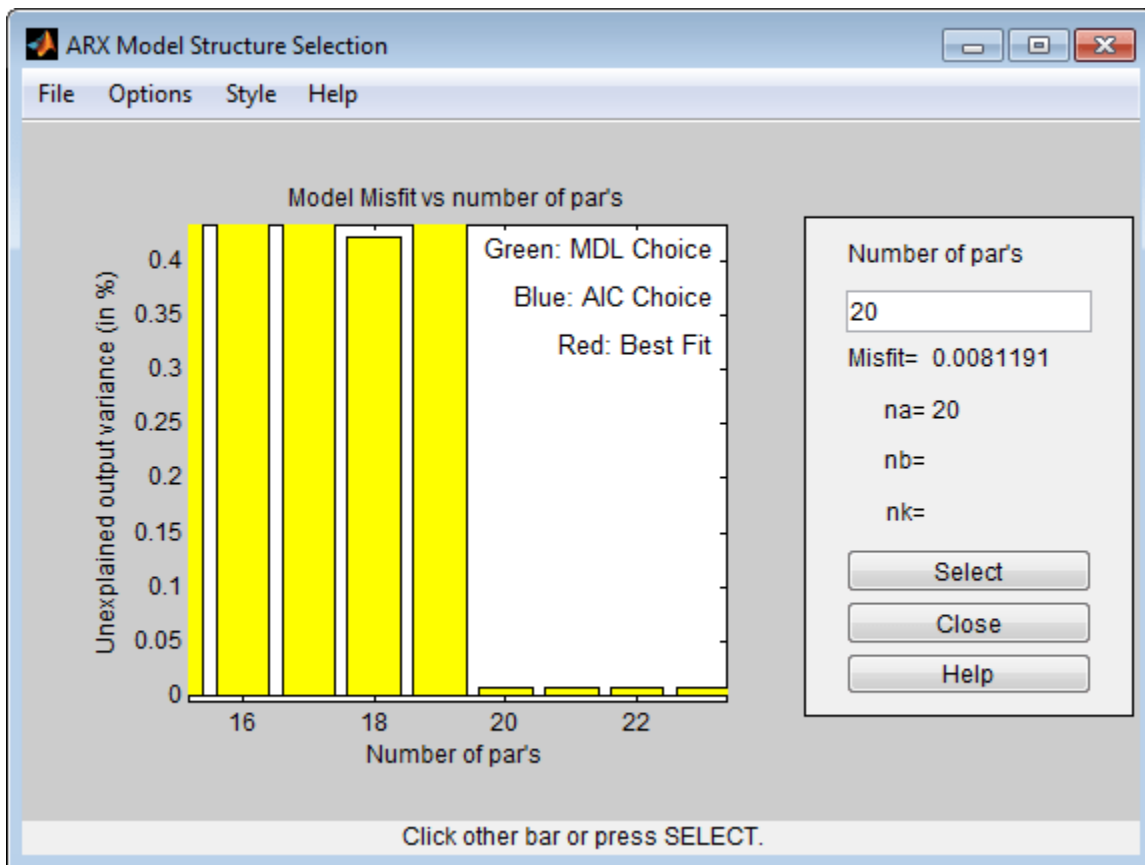 ARX Model Structure Selection
File Options Style Help
Model Misfit vs number of par's
Unexplained output variance (in %)
0.4
0.35
0.3
0.25
0.2
0.15
0.1
0.05
0
16 18 20 22
Number of par's
Green: MDL Choice
Blue: AIC Choice
Red: Best Fit
Number of par's
20
Misfit= 0.0081191
na= 20
nb=
nk=
Select
Close
Help
Click other bar or press SELECT.